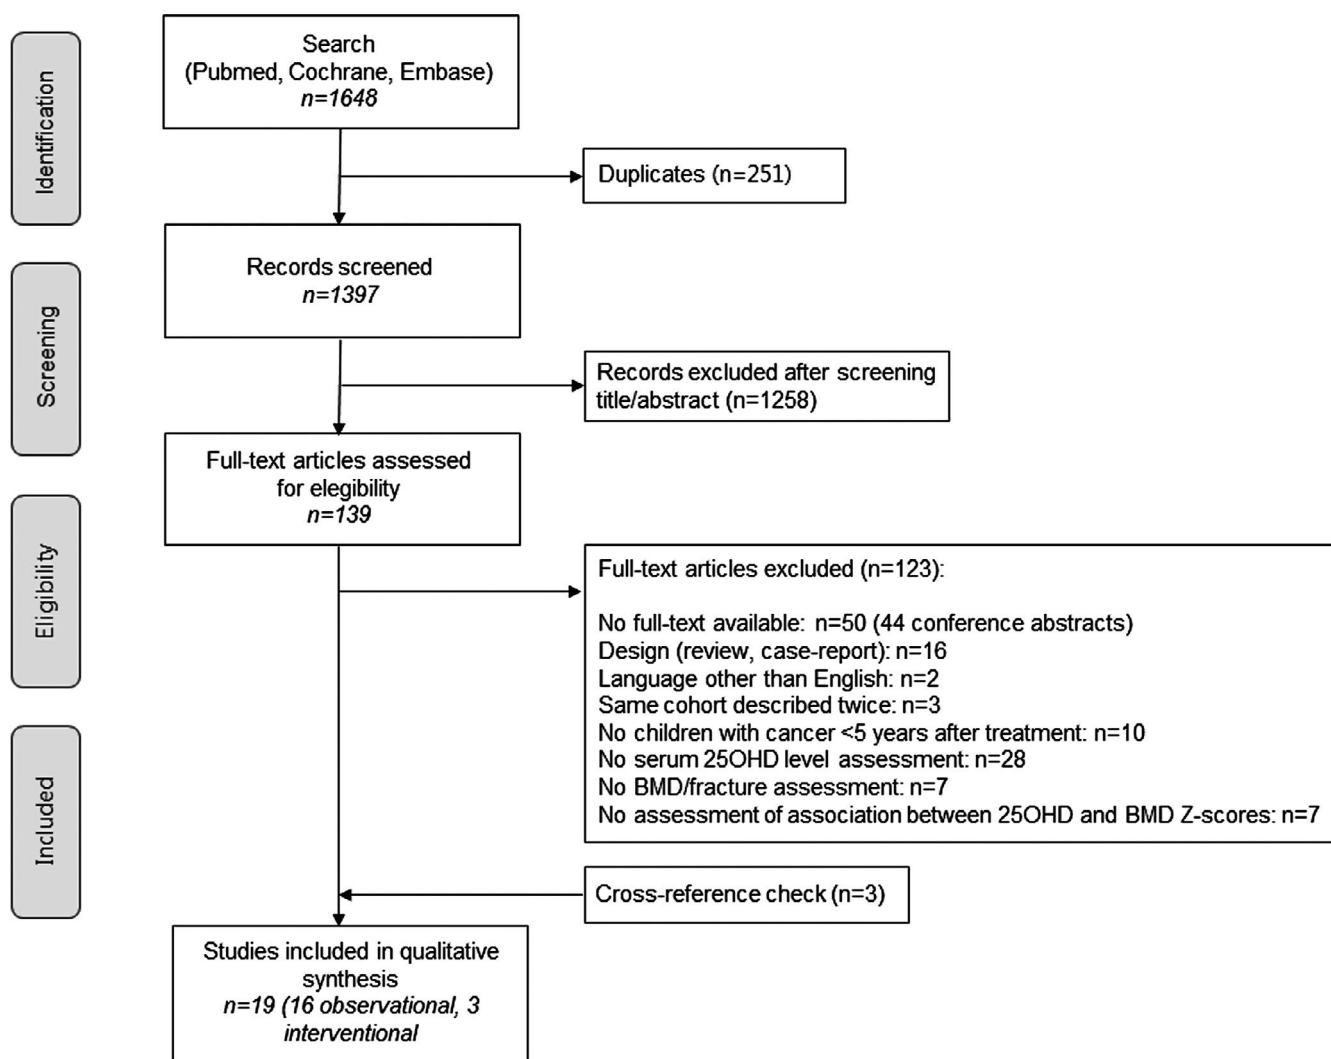 Identification
Search
(Pubmed, Cochrane, Embase)
n=1648
Duplicates (n=251)
Records screened
n=1397
Screening
Records excluded after screening
title/abstract (n=1258)
Full-text articles assessed
for elegibility
n=139
Eligibility
Full-text articles excluded (n=123):
No full-text available: n=50 (44 conference abstracts)
Design (review, case-report): n=16
Language other than English: n=2
Same cohort described twice: n=3
No children with cancer <5 years after treatment: n=10
No serum 25OHD level assessment: n=28
No BMD/fracture assessment: n=7
No assessment of association between 25OHD and BMD Z-scores: n=7
Included
Cross-reference check (n=3)
Studies included in qualitative
synthesis
n=19 (16 observational, 3
interventional